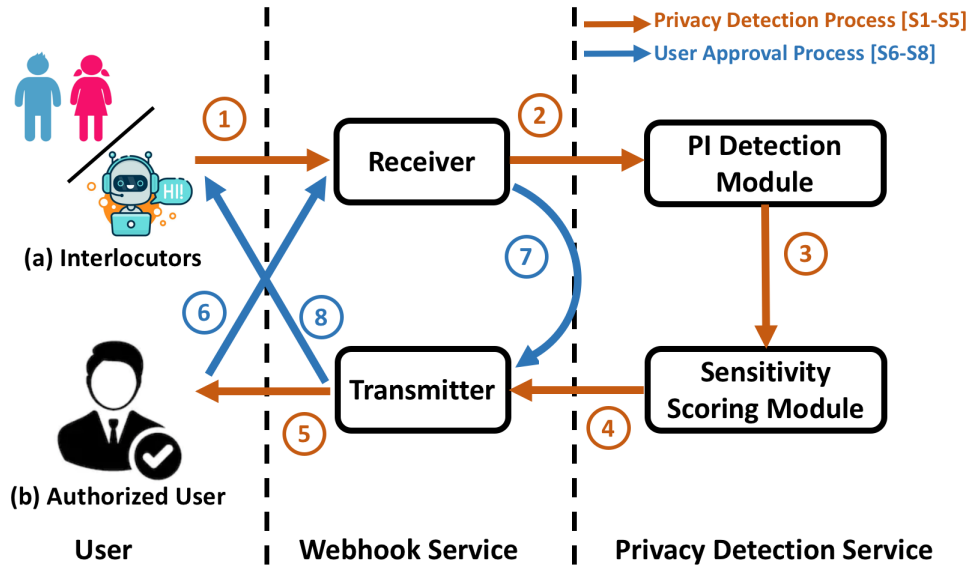 Privacy Detection Process [S1-S5]
User Approval Process [S6-S8]
1
2
Receiver
PI Detection
Module
HI!
(a) Interlocutors
7
3
6
8
Transmitter
Sensitivity
Scoring Module
5
4
(b) Authorized User
User
Webhook Service
Privacy Detection Service